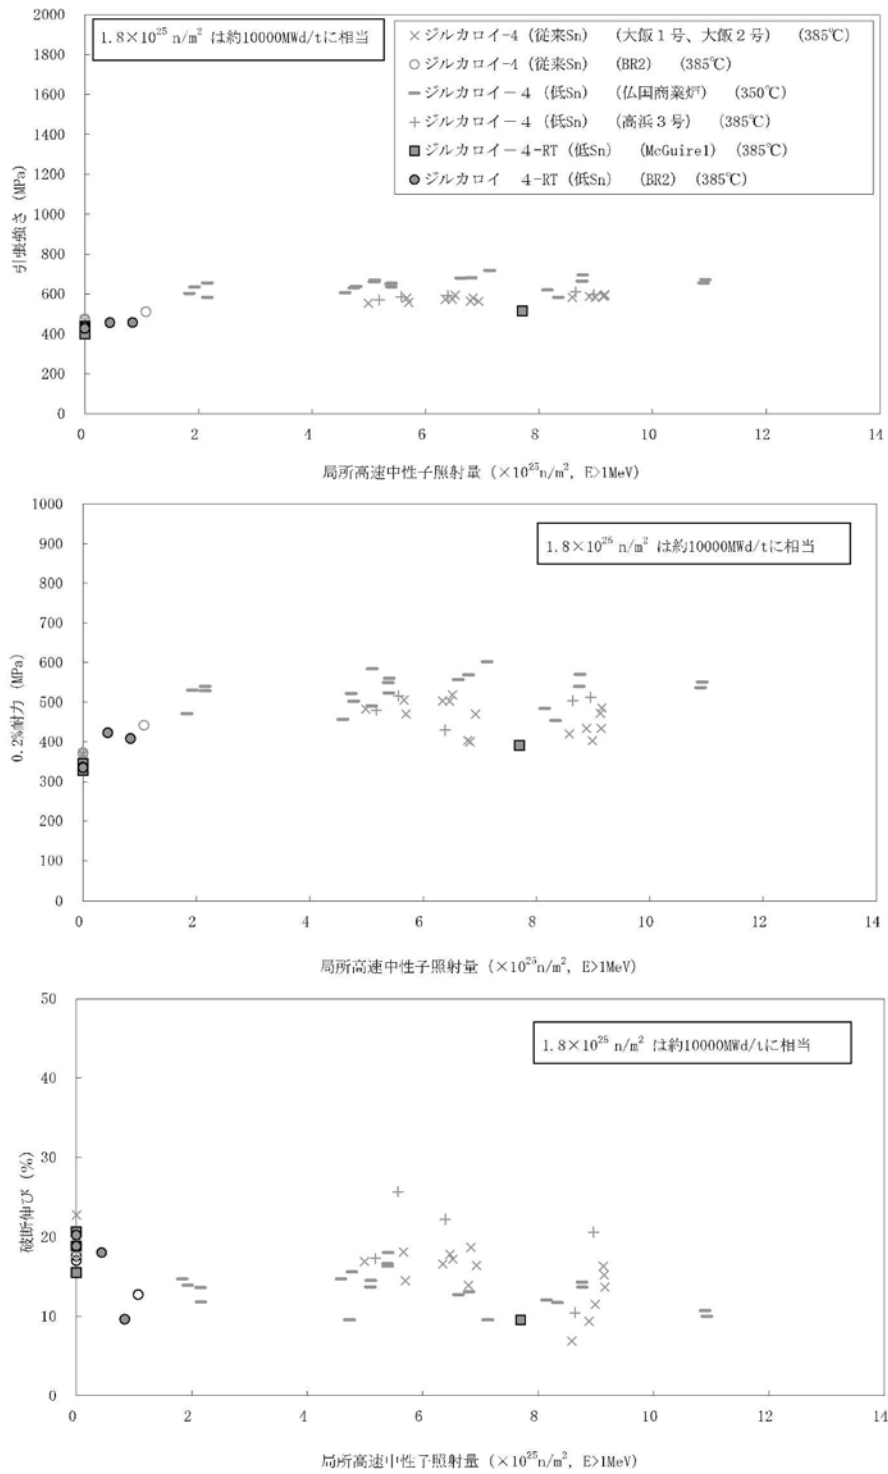 1.8×10²⁵ n/m² は約10000MWd/tに相当
× ジルカロイ-4 (従来Sn) (大飯1号、大飯2号) (385℃)
○ ジルカロイ-4 (従来Sn) (BR2) (385℃)
ジルカロイ-4 (低Sn) (仏国商業炉) (350℃)
+ ジルカロイ-4 (低Sn) (高浜3号) (385℃)
ジルカロイ-4-RT (低Sn) (McGuire1) (385℃)
ジルカロイ 4-RT (低Sn) (BR2) (385℃)
引張強さ (MPa)
2000
1800
1600
1400
1200
1000
800
600
400
200
0
0 2 4 6 8 10 12 14
局所高速中性子照射量 (×10²⁵n/m², E>1MeV)
1.8×10²⁵ n/m² は約10000MWd/tに相当
0.2%耐力 (MPa)
1000
900
800
700
600
500
400
300
200
100
0
0 2 4 6 8 10 12 14
局所高速中性子照射量 (×10²⁵n/m², E>1MeV)
1.8×10²⁵ n/m² は約10000MWd/tに相当
破断伸び (%)
50
40
30
20
10
0
0 2 4 6 8 10 12 14
局所高速中性子照射量 (×10²⁵n/m², E>1MeV)